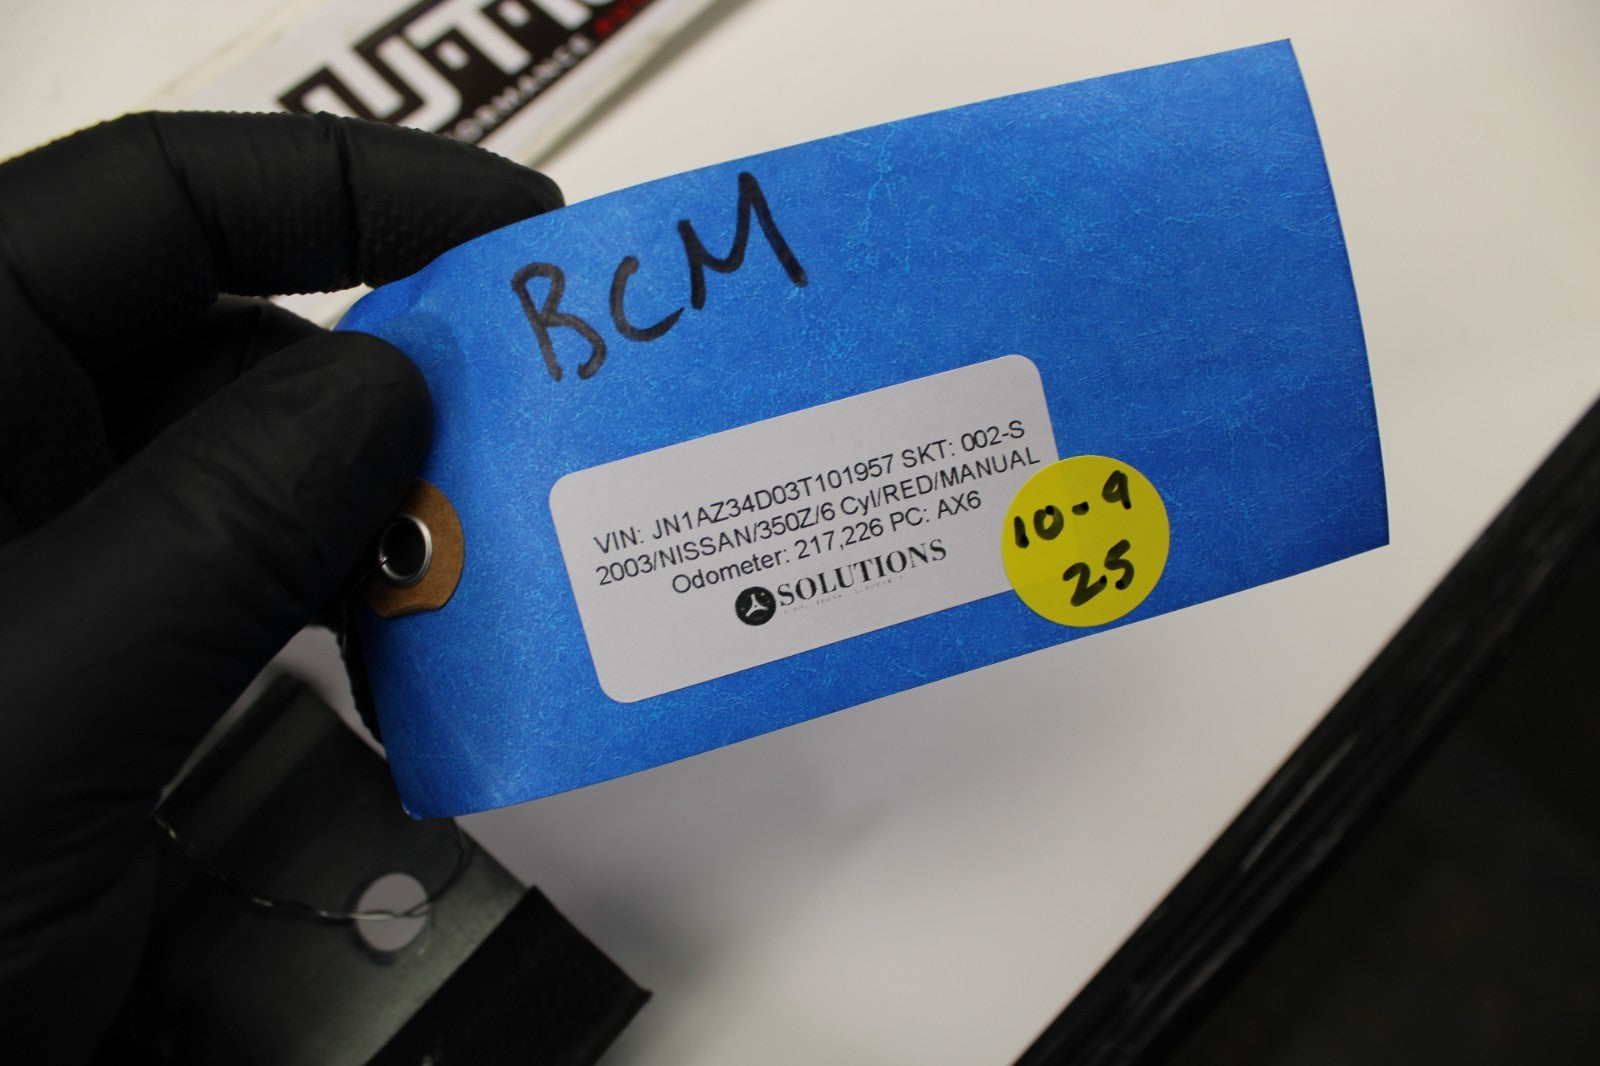 BCM
VIN: JN1AZ34D03T101957 SKT: 002-S
2003/NISSAN/350Z/6 Cyl/RED/MANUAL
Odometer: 217,226 PC: AX6
SOLUTIONS
10-9
25